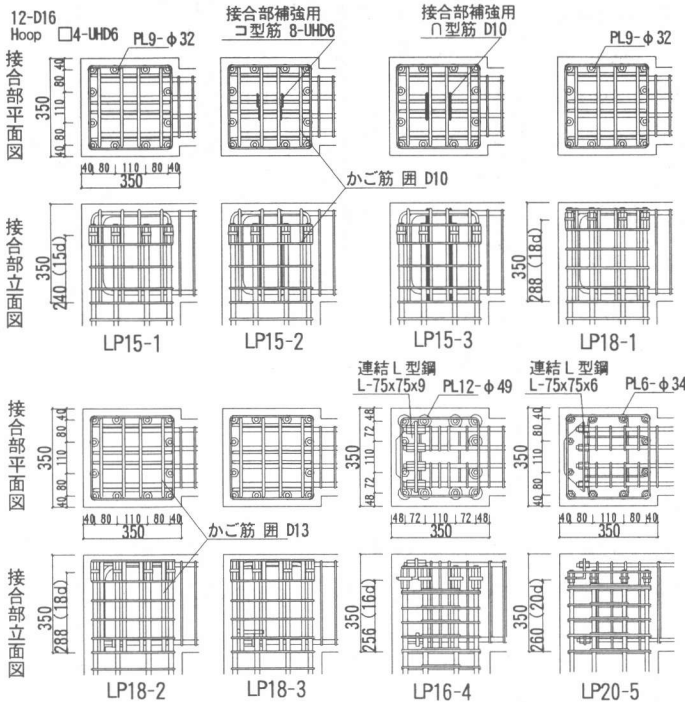 12-D16
Hoop □4-UHD6
PL9-φ32
接合部補強用
コ型筋 8-UHD6
接合部補強用
∩型筋 D10
PL9-φ32
接合部平面図
350
40 80 110 80 40
40 80 110 80 40
350
かご筋 囲 D10
接合部立面図
350
240 (15d)
350
288 (18d)
LP15-1
LP15-2
LP15-3
LP18-1
連結L型鋼
L-75x75x9
PL12-φ49
連結L型鋼
L-75x75x6
PL6-φ34
接合部平面図
350
40 80 110 80 40
350
48 72 110 72 48
350
40 80 110 80 40
40 80 110 80 40
350
40 80 110 80 40
350
48 72 110 72 48
350
40 80 110 80 40
350
かご筋 囲 D13
接合部立面図
350
288 (18d)
350
256 (16d)
350
260 (20d)
LP18-2
LP18-3
LP16-4
LP20-5